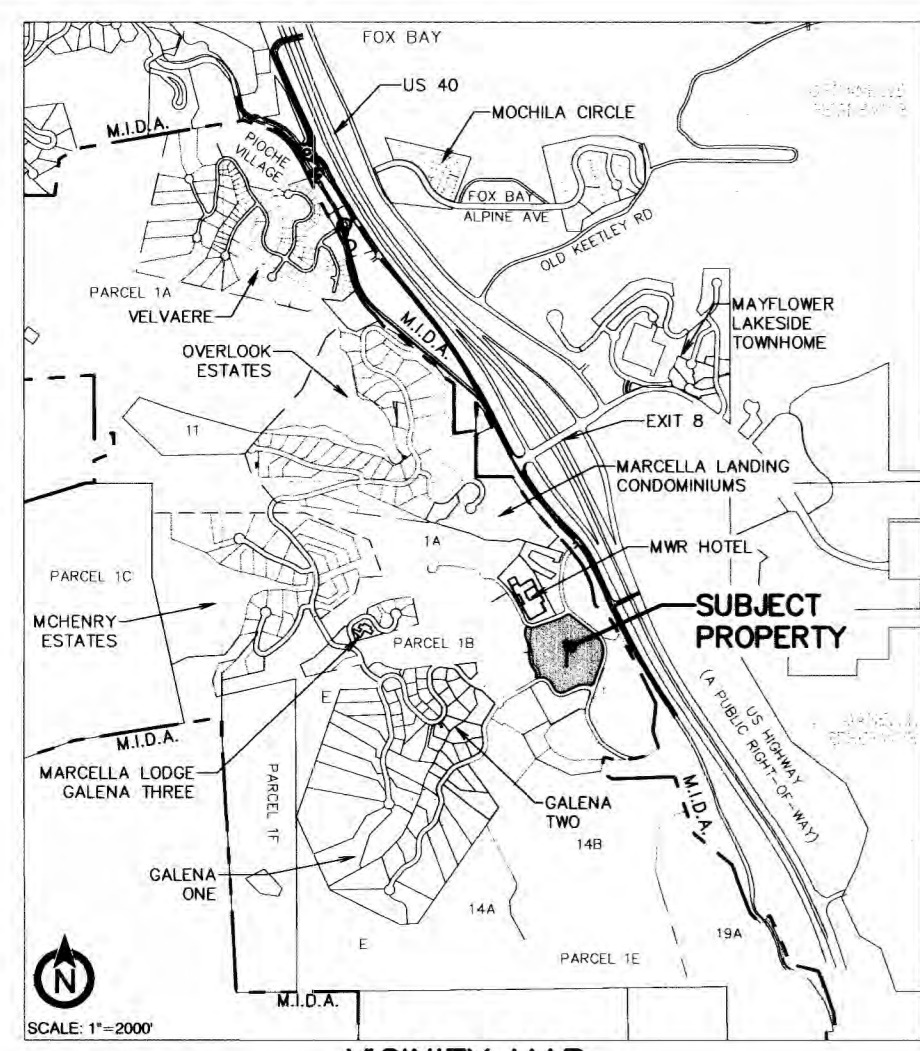 FOX BAY
US 40
MOCHILA CIRCLE
M.I.D.A.
PIOCHE
VILLAGE
FOX BAY
ALPINE AVE
OLD KEETLEY RD
PARCEL 1A
VELVAERE
M.I.D.A.
MAYFLOWER
LAKESIDE
TOWNHOME
OVERLOOK
ESTATES
EXIT 8
MARCELLA LANDING
CONDOMINIUMS
1A
MWR HOTEL
PARCEL 1C
SUBJECT
PROPERTY
MCHENRY
ESTATES
PARCEL 1B
US HIGHWAY
(A PUBLIC RIGHT-OF-WAY)
E
M.I.D.A.
MARCELLA LODGE
GALENA THREE
PARCEL 1F
M.I.D.A.
GALENA
TWO
14B
GALENA
ONE
14A
19A
E
PARCEL 1E
N
M.I.D.A.
SCALE: 1"=2000'